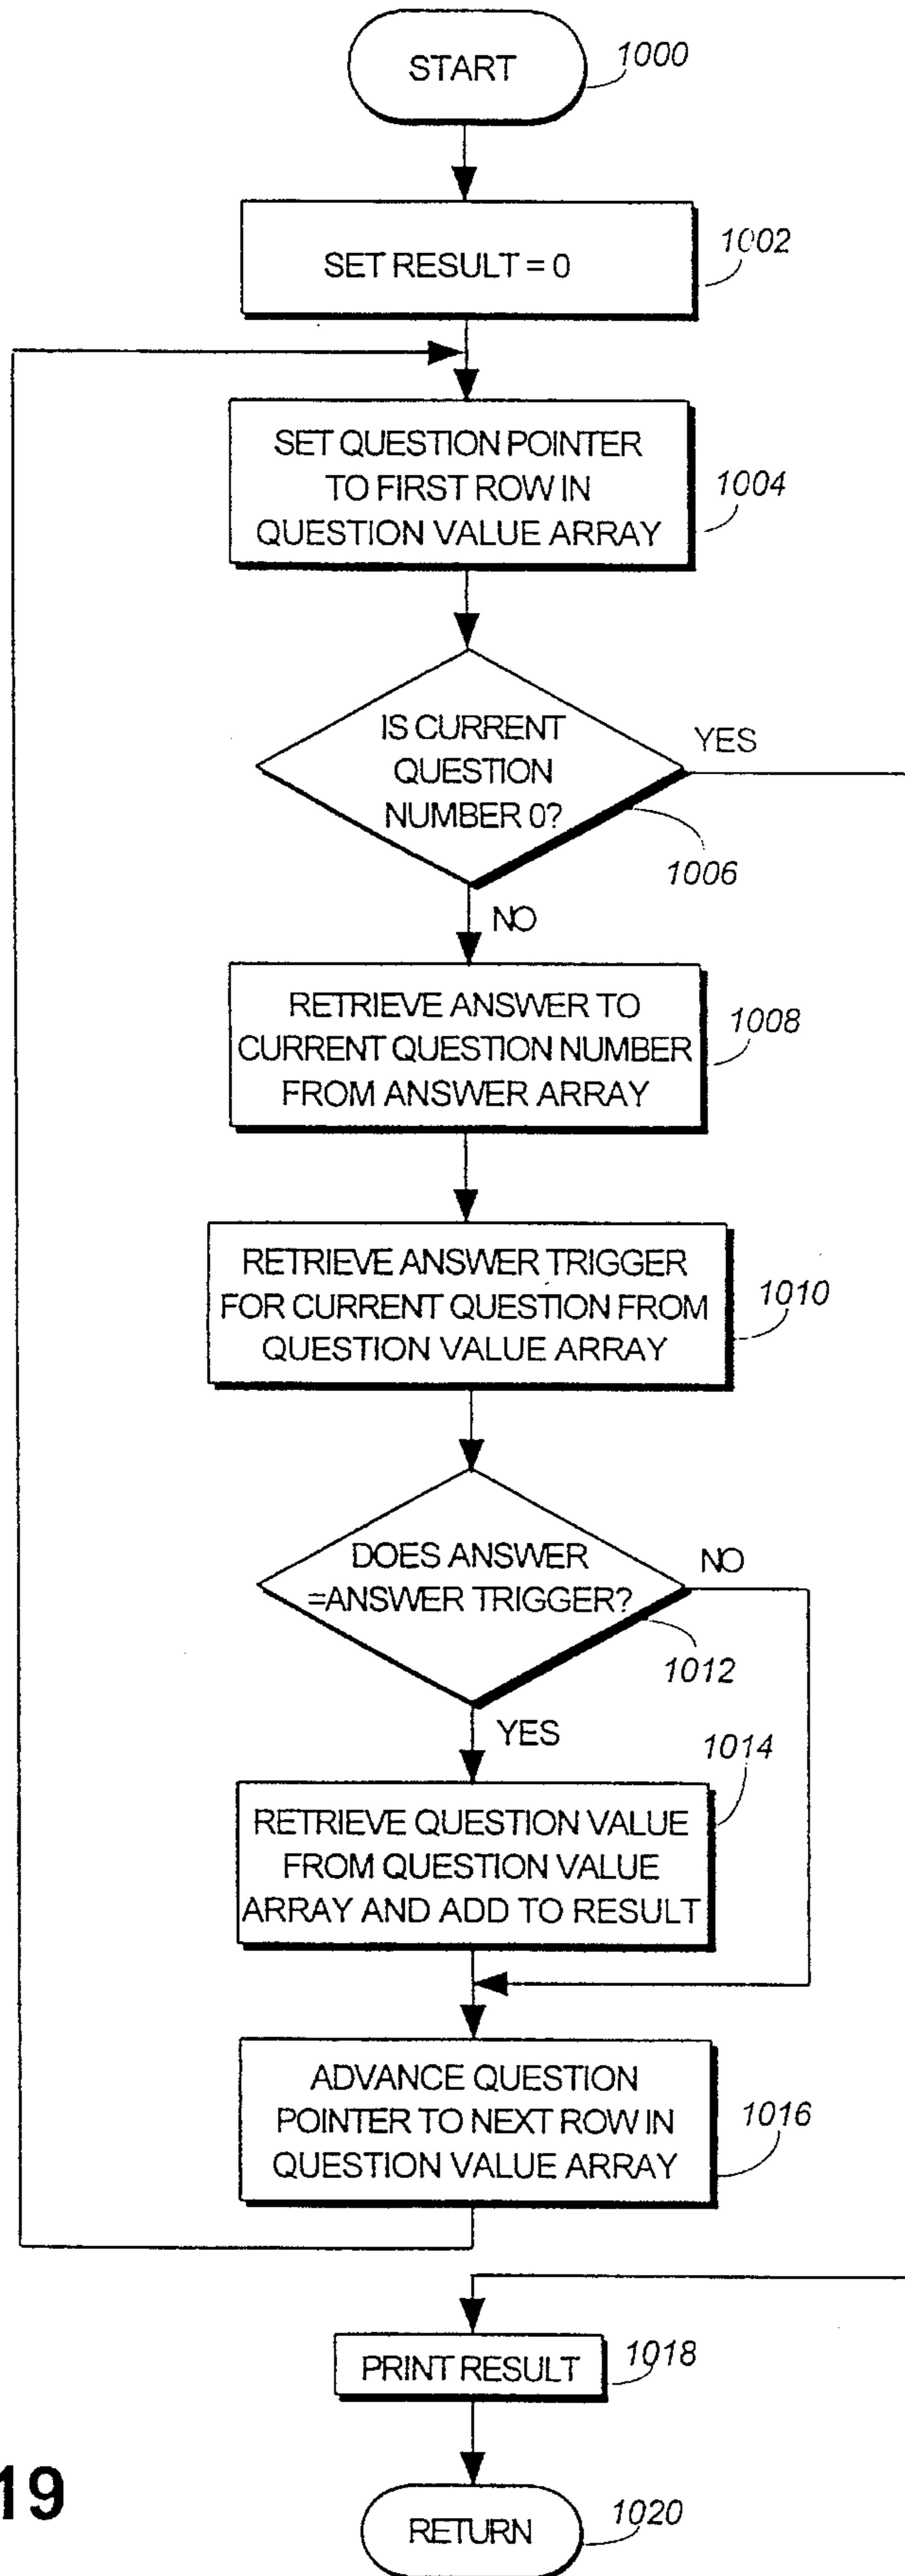 START
1000
SET RESULT = 0
1002
SET QUESTION POINTER
TO FIRST ROW IN
QUESTION VALUE ARRAY
1004
IS CURRENT
QUESTION
NUMBER 0?
YES
1006
NO
RETRIEVE ANSWER TO
CURRENT QUESTION NUMBER
FROM ANSWER ARRAY
1008
RETRIEVE ANSWER TRIGGER
FOR CURRENT QUESTION FROM
QUESTION VALUE ARRAY
1010
DOES ANSWER
=ANSWER TRIGGER?
NO
1012
YES
1014
RETRIEVE QUESTION VALUE
FROM QUESTION VALUE
ARRAY AND ADD TO RESULT
ADVANCE QUESTION
POINTER TO NEXT ROW IN
QUESTION VALUE ARRAY
1016
PRINT RESULT
1018
19
RETURN
1020